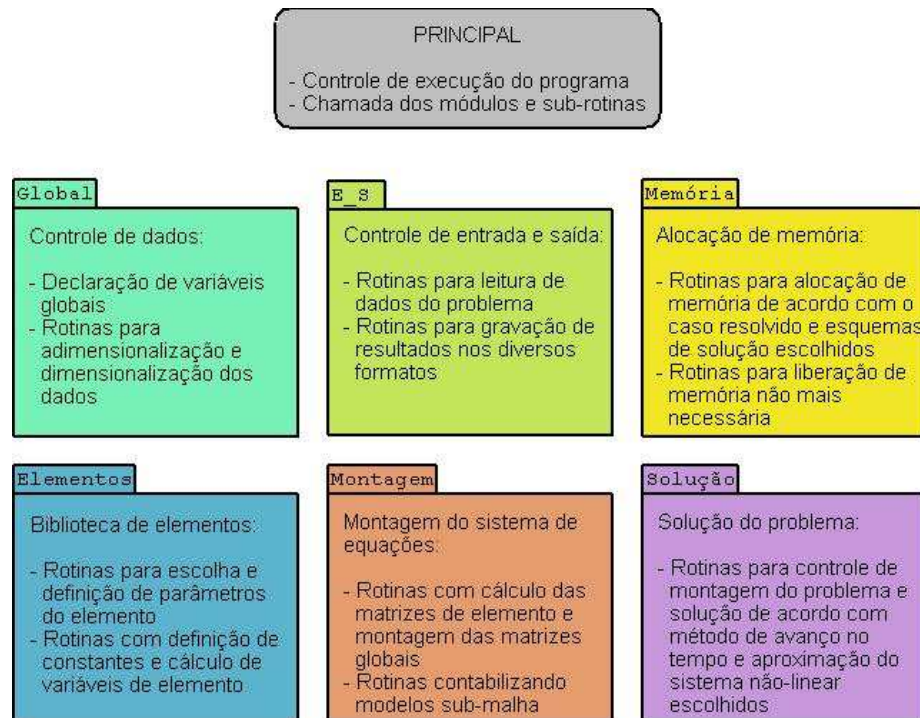 PRINCIPAL
- Controle de execução do programa
- Chamada dos módulos e sub-rotinas
Global
Controle de dados:
- Declaração de variáveis
globais
- Rotinas para
adimensionalização e
dimensionalização dos
dados
E_S
Controle de entrada e saída:
- Rotinas para leitura de
dados do problema
- Rotinas para gravação de
resultados nos diversos
formatos
Memória
Alocação de memória:
- Rotinas para alocação de
memória de acordo com o
caso resolvido e esquemas
de solução escolhidos
- Rotinas para liberação de
memória não mais
necessária
Elementos
Biblioteca de elementos:
- Rotinas para escolha e
definição de parâmetros
do elemento
- Rotinas com definição de
constantes e cálculo de
variáveis de elemento
Montagem
Montagem do sistema de
equações:
- Rotinas com cálculo das
matrizes de elemento e
montagem das matrizes
globais
- Rotinas contabilizando
modelos sub-malha
Solução
Solução do problema:
- Rotinas para controle de
montagem do problema e
solução de acordo com
método de avanço no
tempo e aproximação do
sistema não-linear
escolhidos